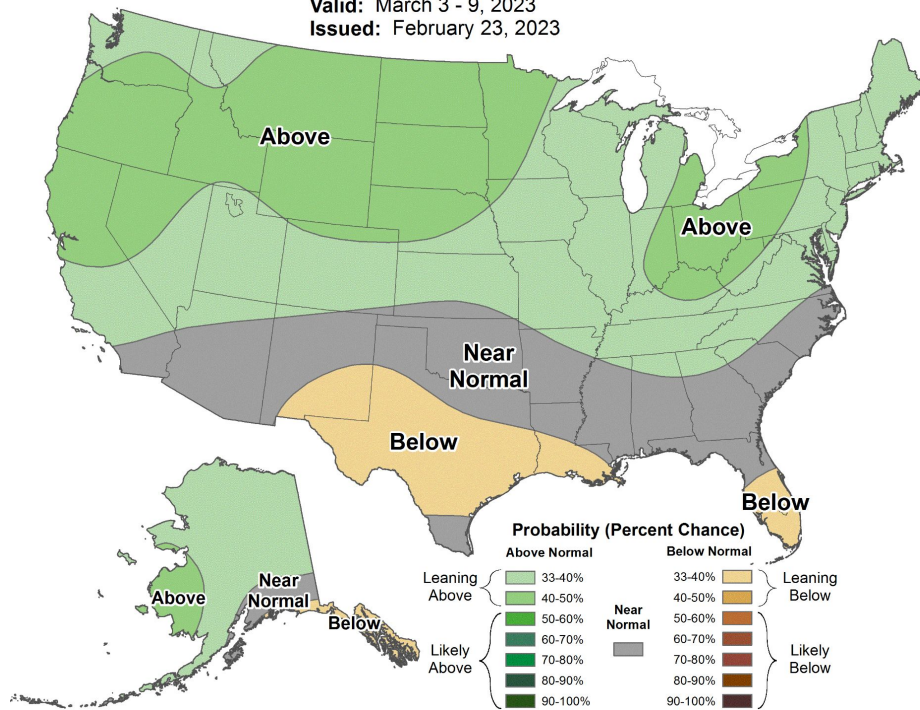 Valid: March 3 - 9, 2023
Issued: February 23, 2023
Above
Above
Near
Normal
Below
Below
Above
Near
Normal
Below
Probability (Percent Chance)
Above Normal
Below Normal
Leaning
Above
33-40%
40-50%
Likely
Above
50-60%
60-70%
70-80%
80-90%
90-100%
Near
Normal
33-40%
40-50%
Leaning
Below
50-60%
60-70%
70-80%
80-90%
90-100%
Likely
Below